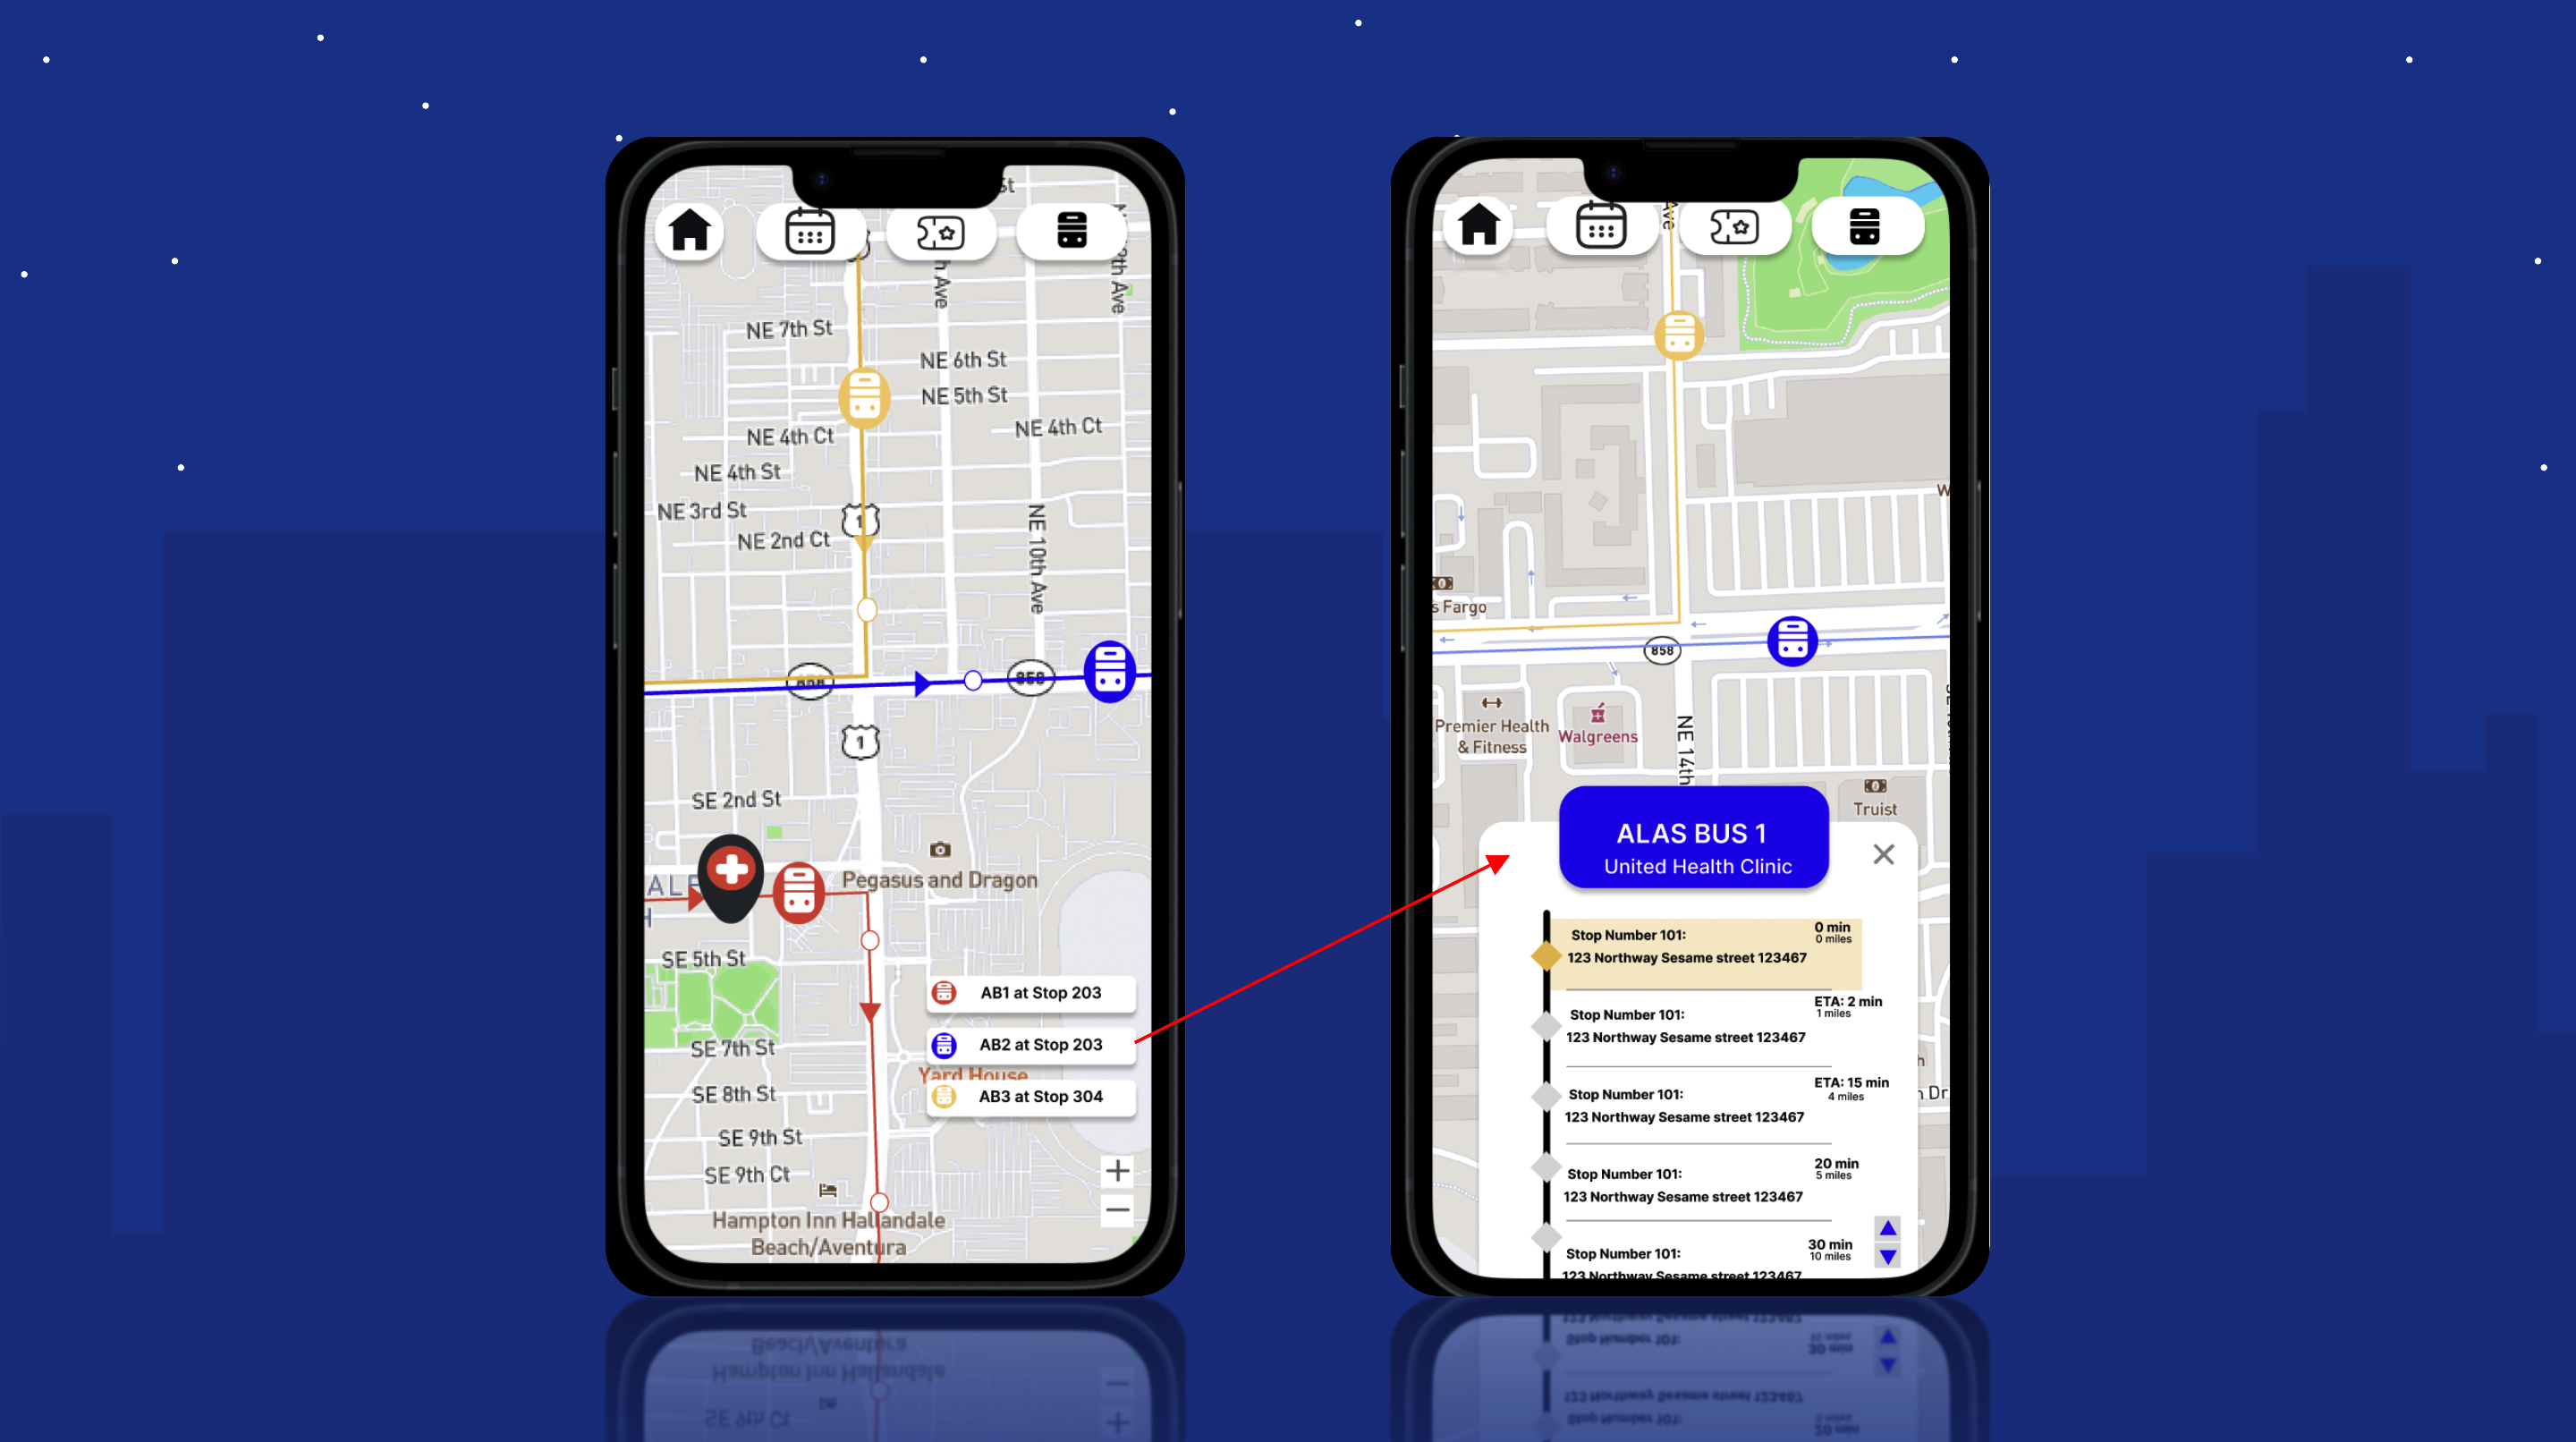 St
h Ave
9th Ave
NE 7th St
NE 6th St
NE 5th St
NE 4th Ct
NE 4th Ct
NE 4th St
NE 3rd St
1
NE 2nd Ct
NE 10th Ave
858
858
1
SE 2nd St
Pegasus and Dragon
SE 5th St
AB1 at Stop 203
SE 7th St
AB2 at Stop 203
Yard House
SE 8th St
AB3 at Stop 304
SE 9th St
SE 9th Ct
+
−
Hampton Inn Hallandale
Beach/Aventura
Ave
s Fargo
858
Premier Health
& Fitness
Walgreens
NE 14th
Truist
ALAS BUS 1
United Health Clinic
Stop Number 101:
0 min
0 miles
123 Northway Sesame street 123467
ETA: 2 min
1 miles
Stop Number 101:
123 Northway Sesame street 123467
ETA: 15 min
4 miles
Stop Number 101:
123 Northway Sesame street 123467
n Dr
20 min
5 miles
Stop Number 101:
123 Northway Sesame street 123467
30 min
10 miles
Stop Number 101:
123 Northway Sesame street 123467